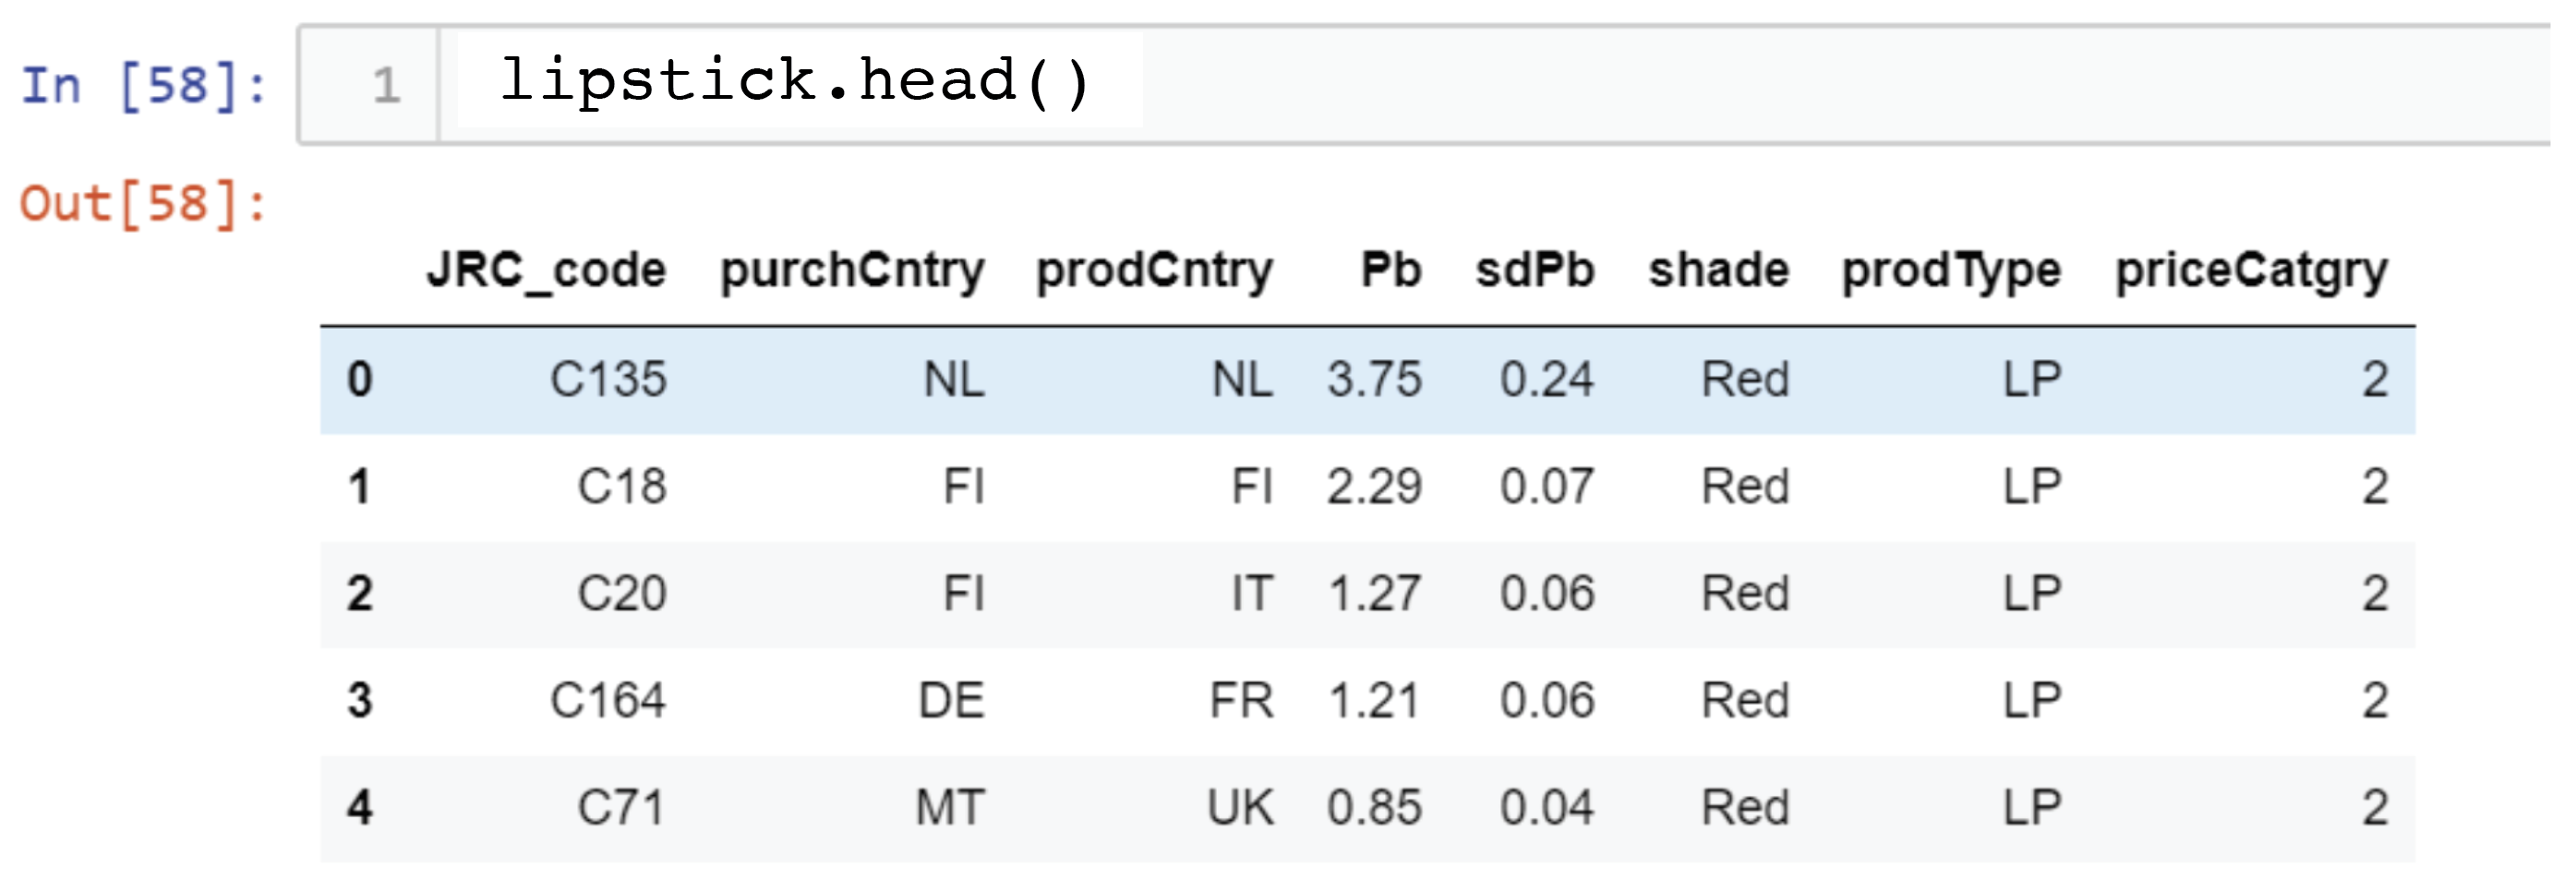 In [58]: 1 lipstick.head()
Out[58]:
JRC_code purchCntry prodCntry Pb sdPb shade prodType priceCatgry
0 C135 NL NL 3.75 0.24 Red LP 2
1 C18 FI FI 2.29 0.07 Red LP 2
2 C20 FI IT 1.27 0.06 Red LP 2
3 C164 DE FR 1.21 0.06 Red LP 2
4 C71 MT UK 0.85 0.04 Red LP 2